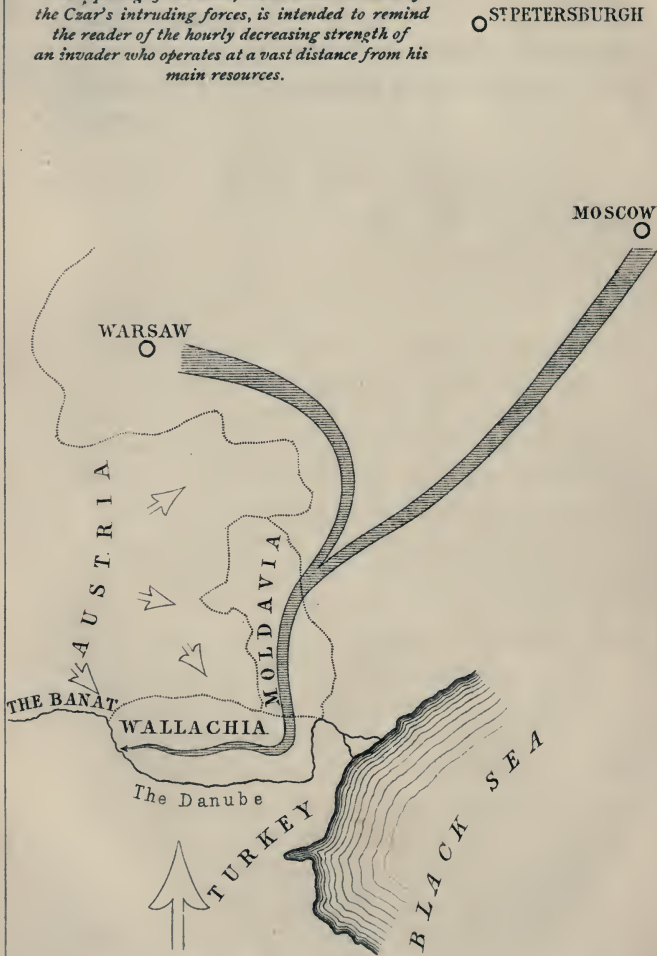 the Czar's intruding forces, is intended to remind
the reader of the hourly decreasing strength of
an invader who operates at a vast distance from his
main resources.
Sᵀ PETERSBURGH
MOSCOW
WARSAW
AUSTRIA
MOLDAVIA
THE BANAT
WALLACHIA
The Danube
TURKEY
BLACK SEA